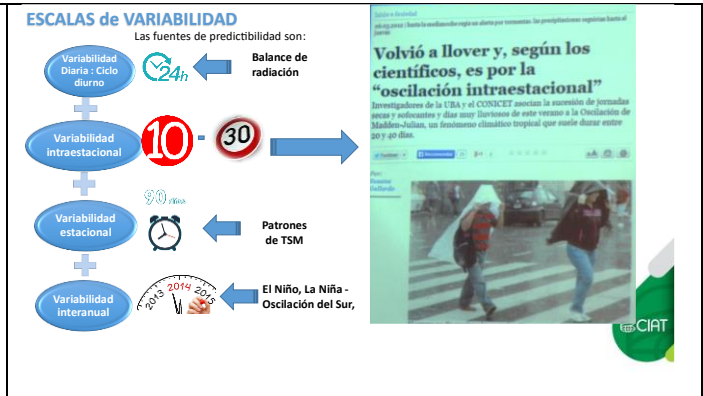 ESCALAS de VARIABILIDAD
Las fuentes de predictibilidad son:
Variabilidad
Diaria : Ciclo
diurno
24h
Balance de
radiación
Variabilidad
intraestacional
10 - 30
Variabilidad
estacional
90 días
Patrones
de TSM
Variabilidad
interanual
2013 2014 2015
El Niño, La Niña -
Oscilación del Sur,
Volvió a llover y, según los
científicos, es por la
“oscilación intraestacional”
Investigadores de la UBA y el CONICET asocian la sucesión de jornadas
secas y sofocantes y días muy lluviosos de este verano a la Oscilación de
Madden-Julian, un fenómeno climático tropical que suele durar entre
20 y 40 días.
Por:
CIAT